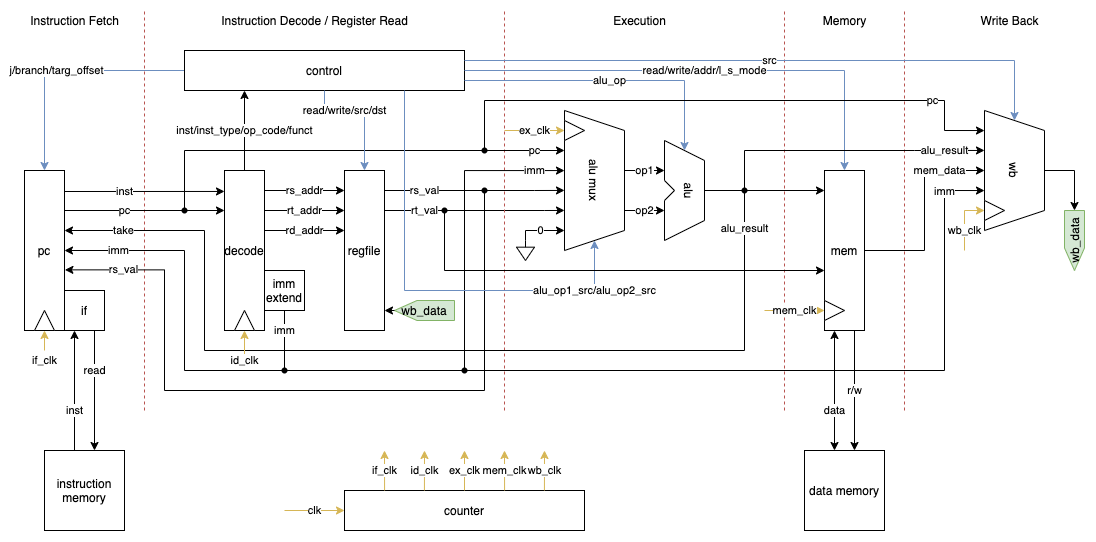 Instruction Fetch
Instruction Decode / Register Read
Execution
Memory
Write Back
j/branch/targ_offset
control
src
read/write/addr/l_s_mode
alu_op
read/write/src/dst
inst/inst_type/op_code/funct
pc
ex_clk
pc
imm
0
alu mux
op1
op2
alu
alu_result
mem_data
imm
wb
wb_clk
wb_data
inst
pc
take
imm
rs_val
pc
if
if_clk
decode
rs_addr
rt_addr
rd_addr
imm
extend
imm
id_clk
regfile
rs_val
rt_val
wb_data
alu_op1_src/alu_op2_src
alu_result
mem
mem_clk
read
inst
r/w
data
instruction
memory
if_clk
id_clk
ex_clk
mem_clk
wb_clk
clk
counter
data memory